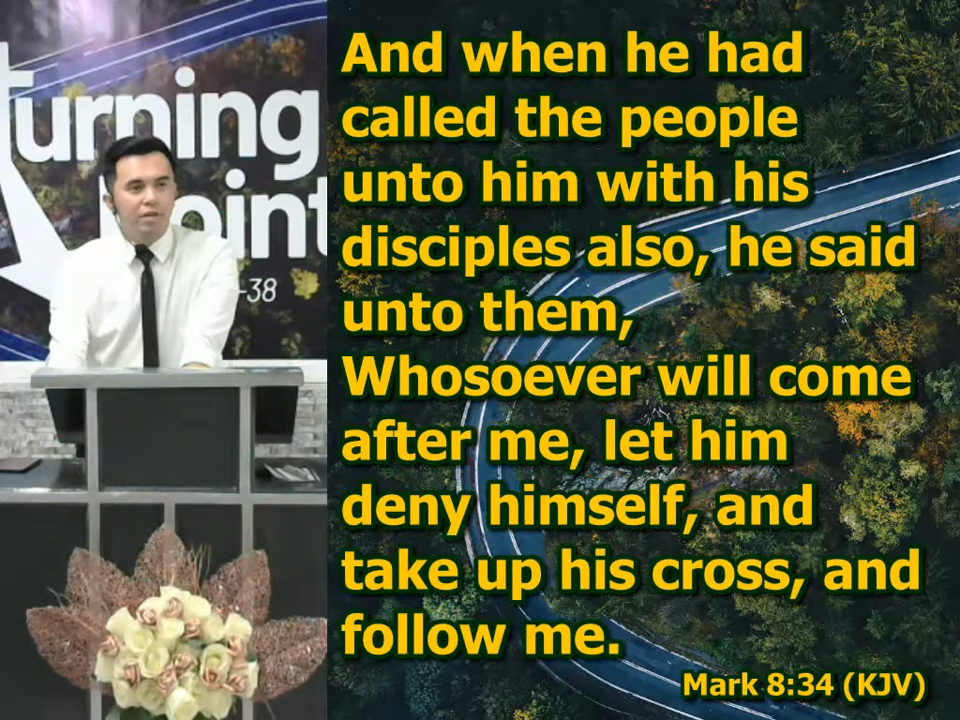 turning
Point
-38
And when he had
called the people
unto him with his
disciples also, he said
unto them,
Whosoever will come
after me, let him
deny himself, and
take up his cross, and
follow me.
Mark 8:34 (KJV)